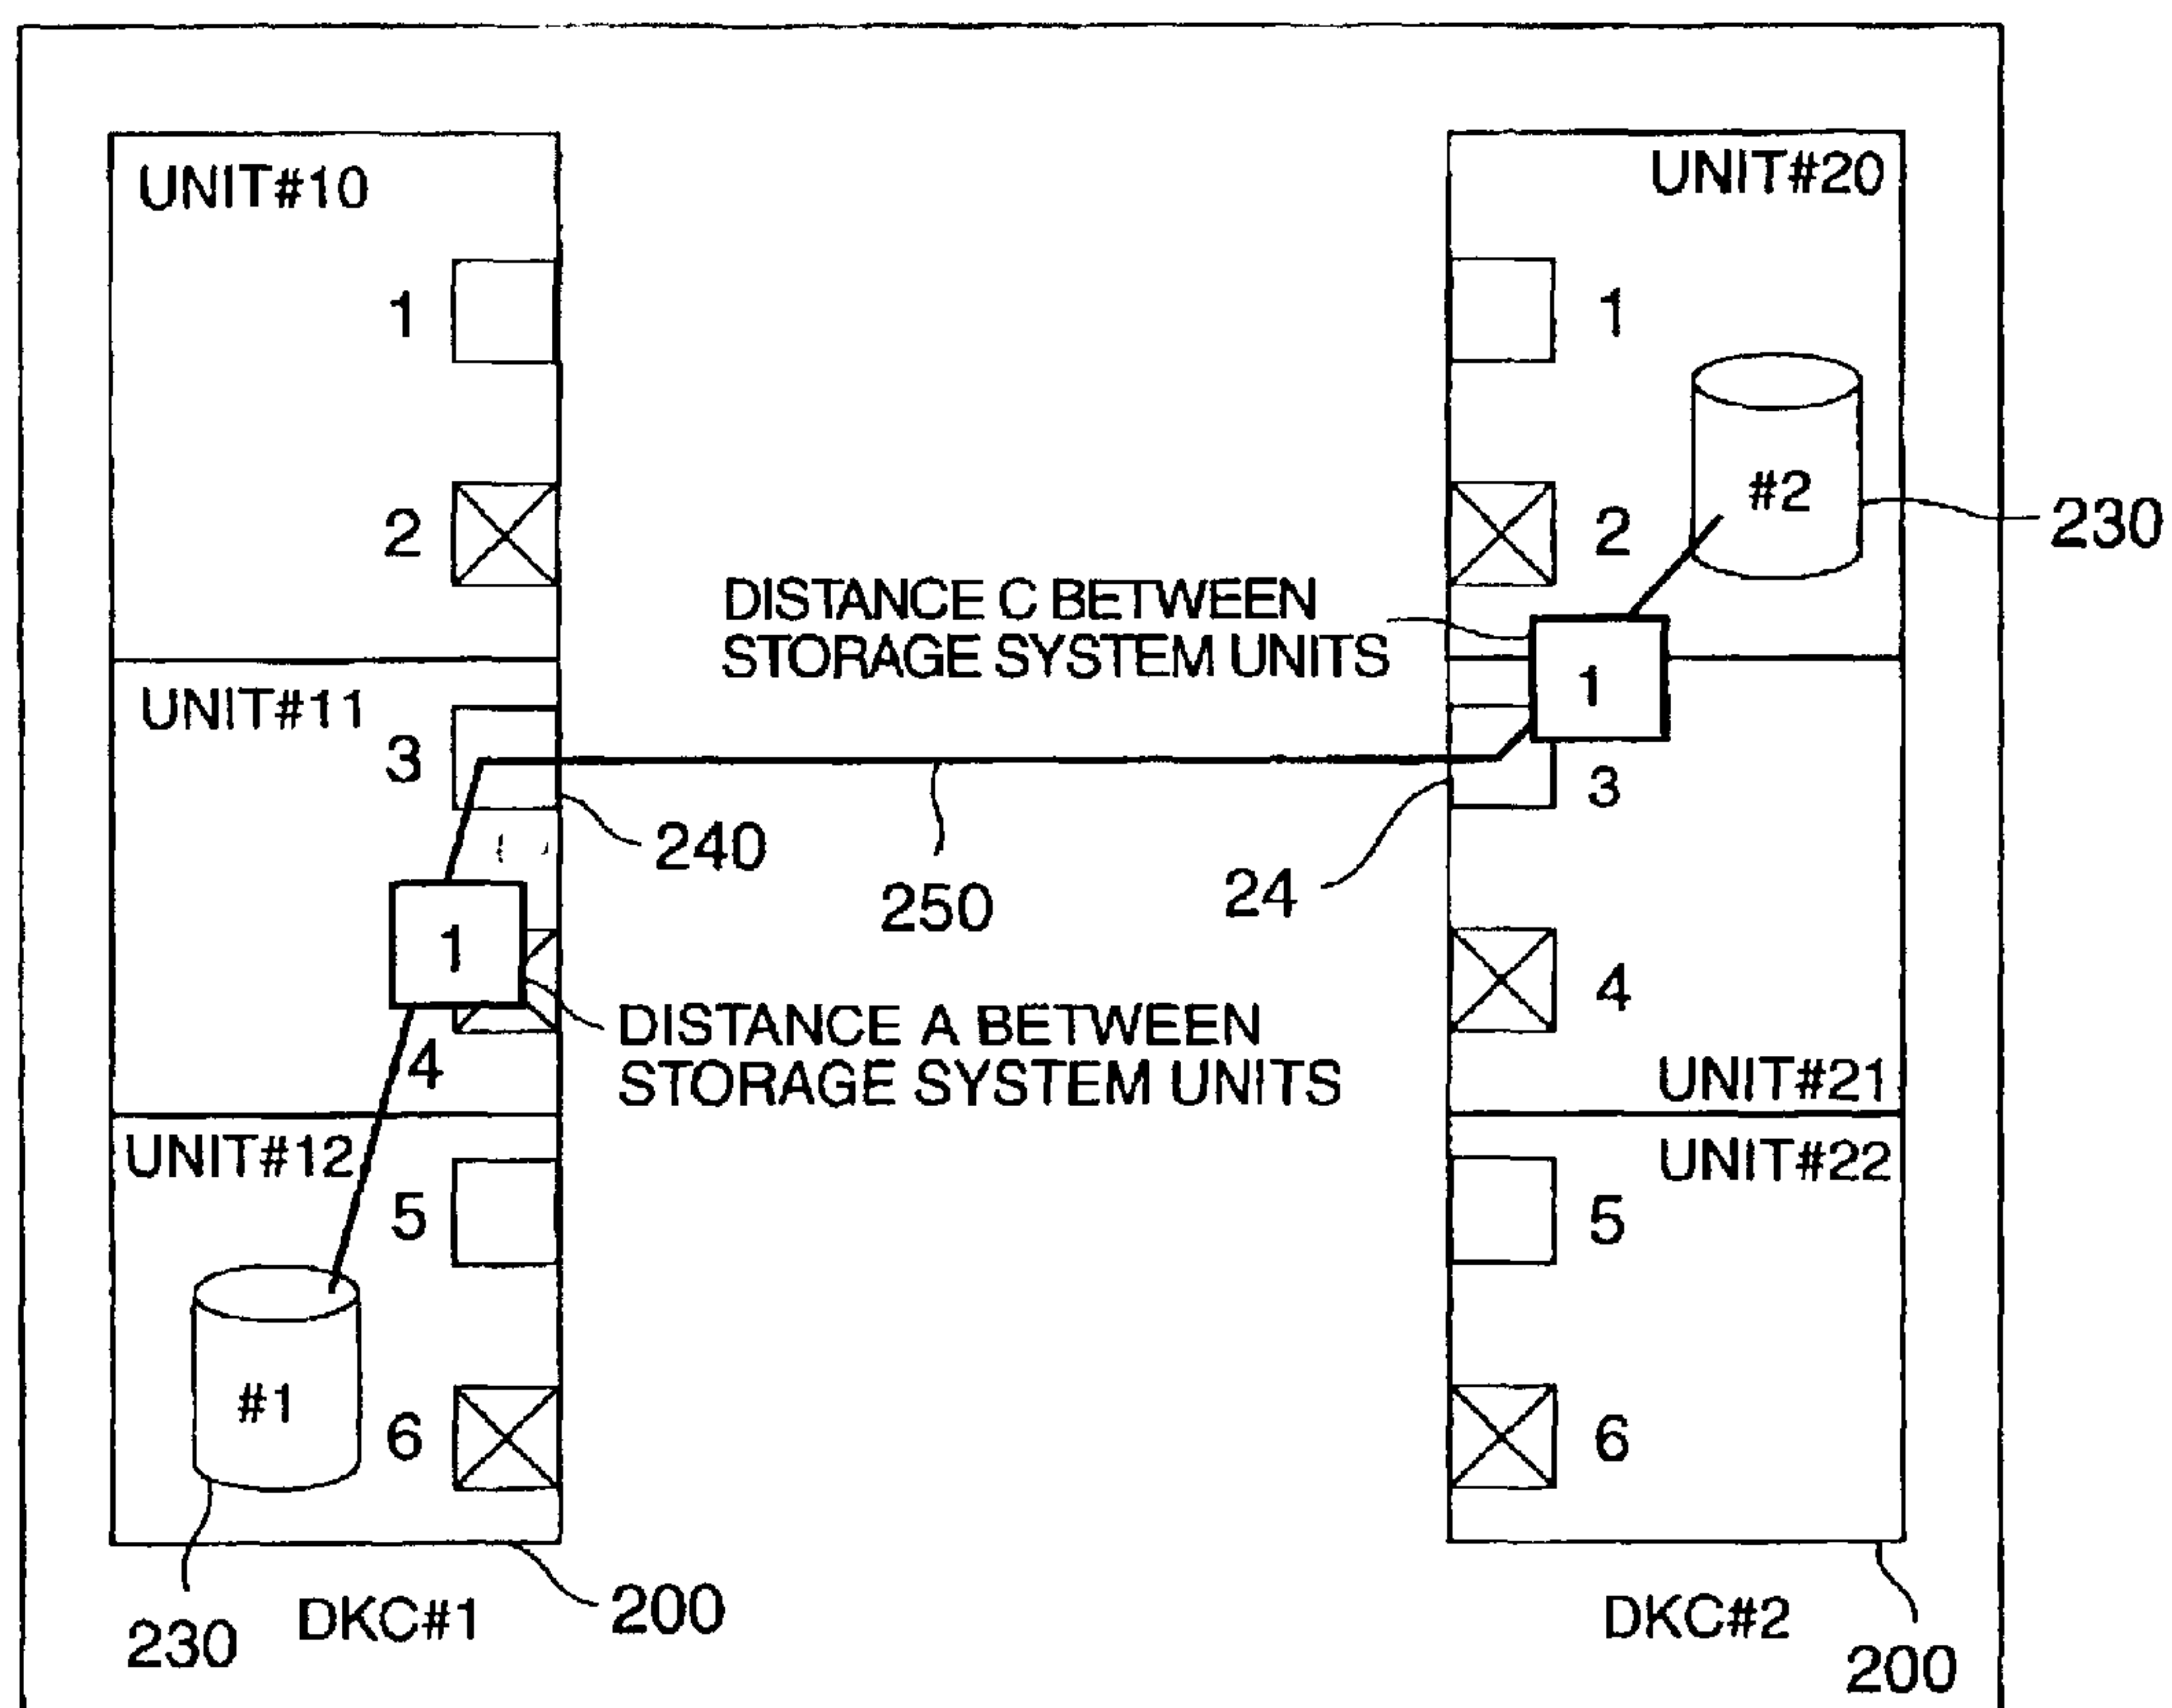 UNIT#10
UNIT#20
1
1
2
2
#2
230
DISTANCE C BETWEEN
STORAGE SYSTEM UNITS
1
UNIT#11
3
3
240
250
24
1
4
4
DISTANCE A BETWEEN
STORAGE SYSTEM UNITS
UNIT#21
UNIT#12
UNIT#22
5
5
#1
6
6
230
DKC#1
200
DKC#2
200